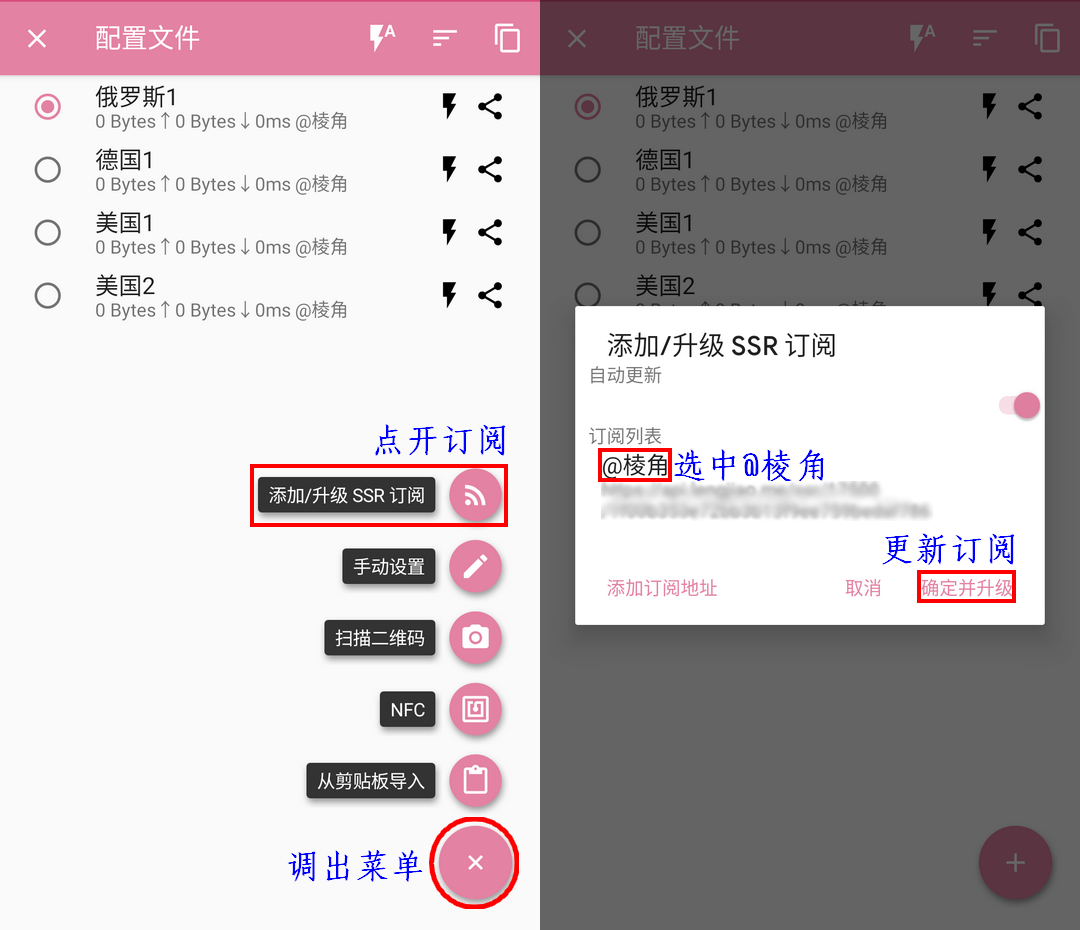 配置文件
A
俄罗斯1
0 Bytes↑0 Bytes↓0ms @棱角
德国1
0 Bytes↑0 Bytes↓0ms @棱角
美国1
0 Bytes↑0 Bytes↓0ms @棱角
美国2
0 Bytes↑0 Bytes↓0ms @棱角
点开订阅
添加/升级 SSR 订阅
手动设置
扫描二维码
NFC
从剪贴板导入
调出菜单
配置文件
A
俄罗斯1
0 Bytes↑0 Bytes↓0ms @棱角
德国1
0 Bytes↑0 Bytes↓0ms @棱角
美国1
0 Bytes↑0 Bytes↓0ms @棱角
美国2
添加/升级 SSR 订阅
自动更新
订阅列表
@棱角 选中@棱角
更新订阅
添加订阅地址 取消 确定并升级